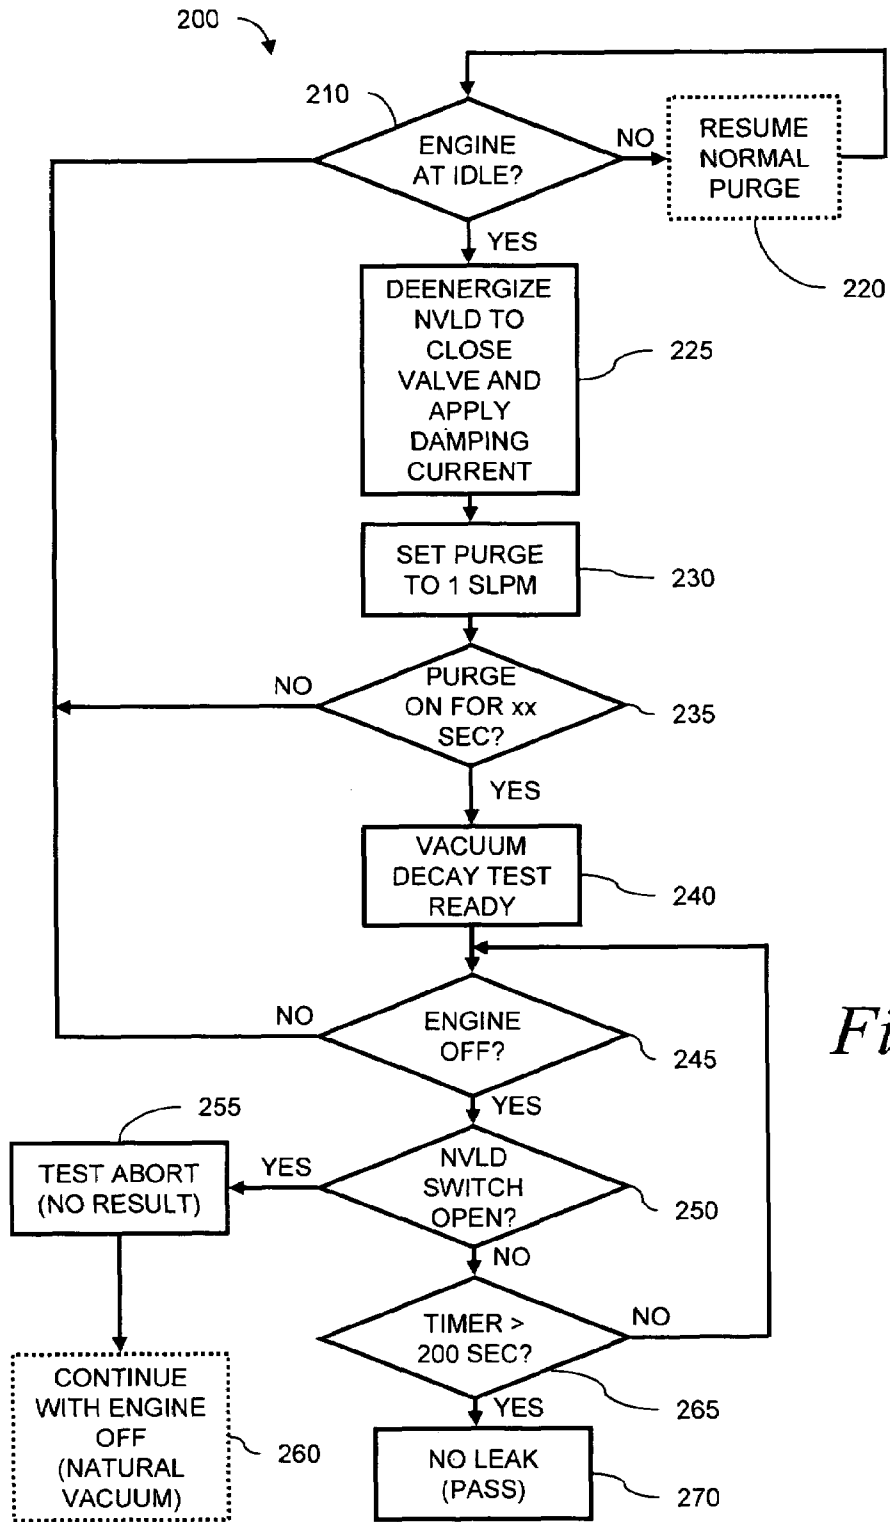 200
210
ENGINE
AT IDLE?
NO
RESUME
NORMAL
PURGE
220
YES
DEENERGIZE
NVLD TO
CLOSE
VALVE AND
APPLY
DAMPING
CURRENT
225
SET PURGE
TO 1 SLPM
230
NO
PURGE
ON FOR xx
SEC?
235
YES
VACUUM
DECAY TEST
READY
240
NO
ENGINE
OFF?
245
Fi
YES
255
TEST ABORT
(NO RESULT)
YES
NVLD
SWITCH
OPEN?
250
NO
TIMER >
200 SEC?
NO
265
YES
CONTINUE
WITH ENGINE
OFF
(NATURAL
VACUUM)
260
NO LEAK
(PASS)
270